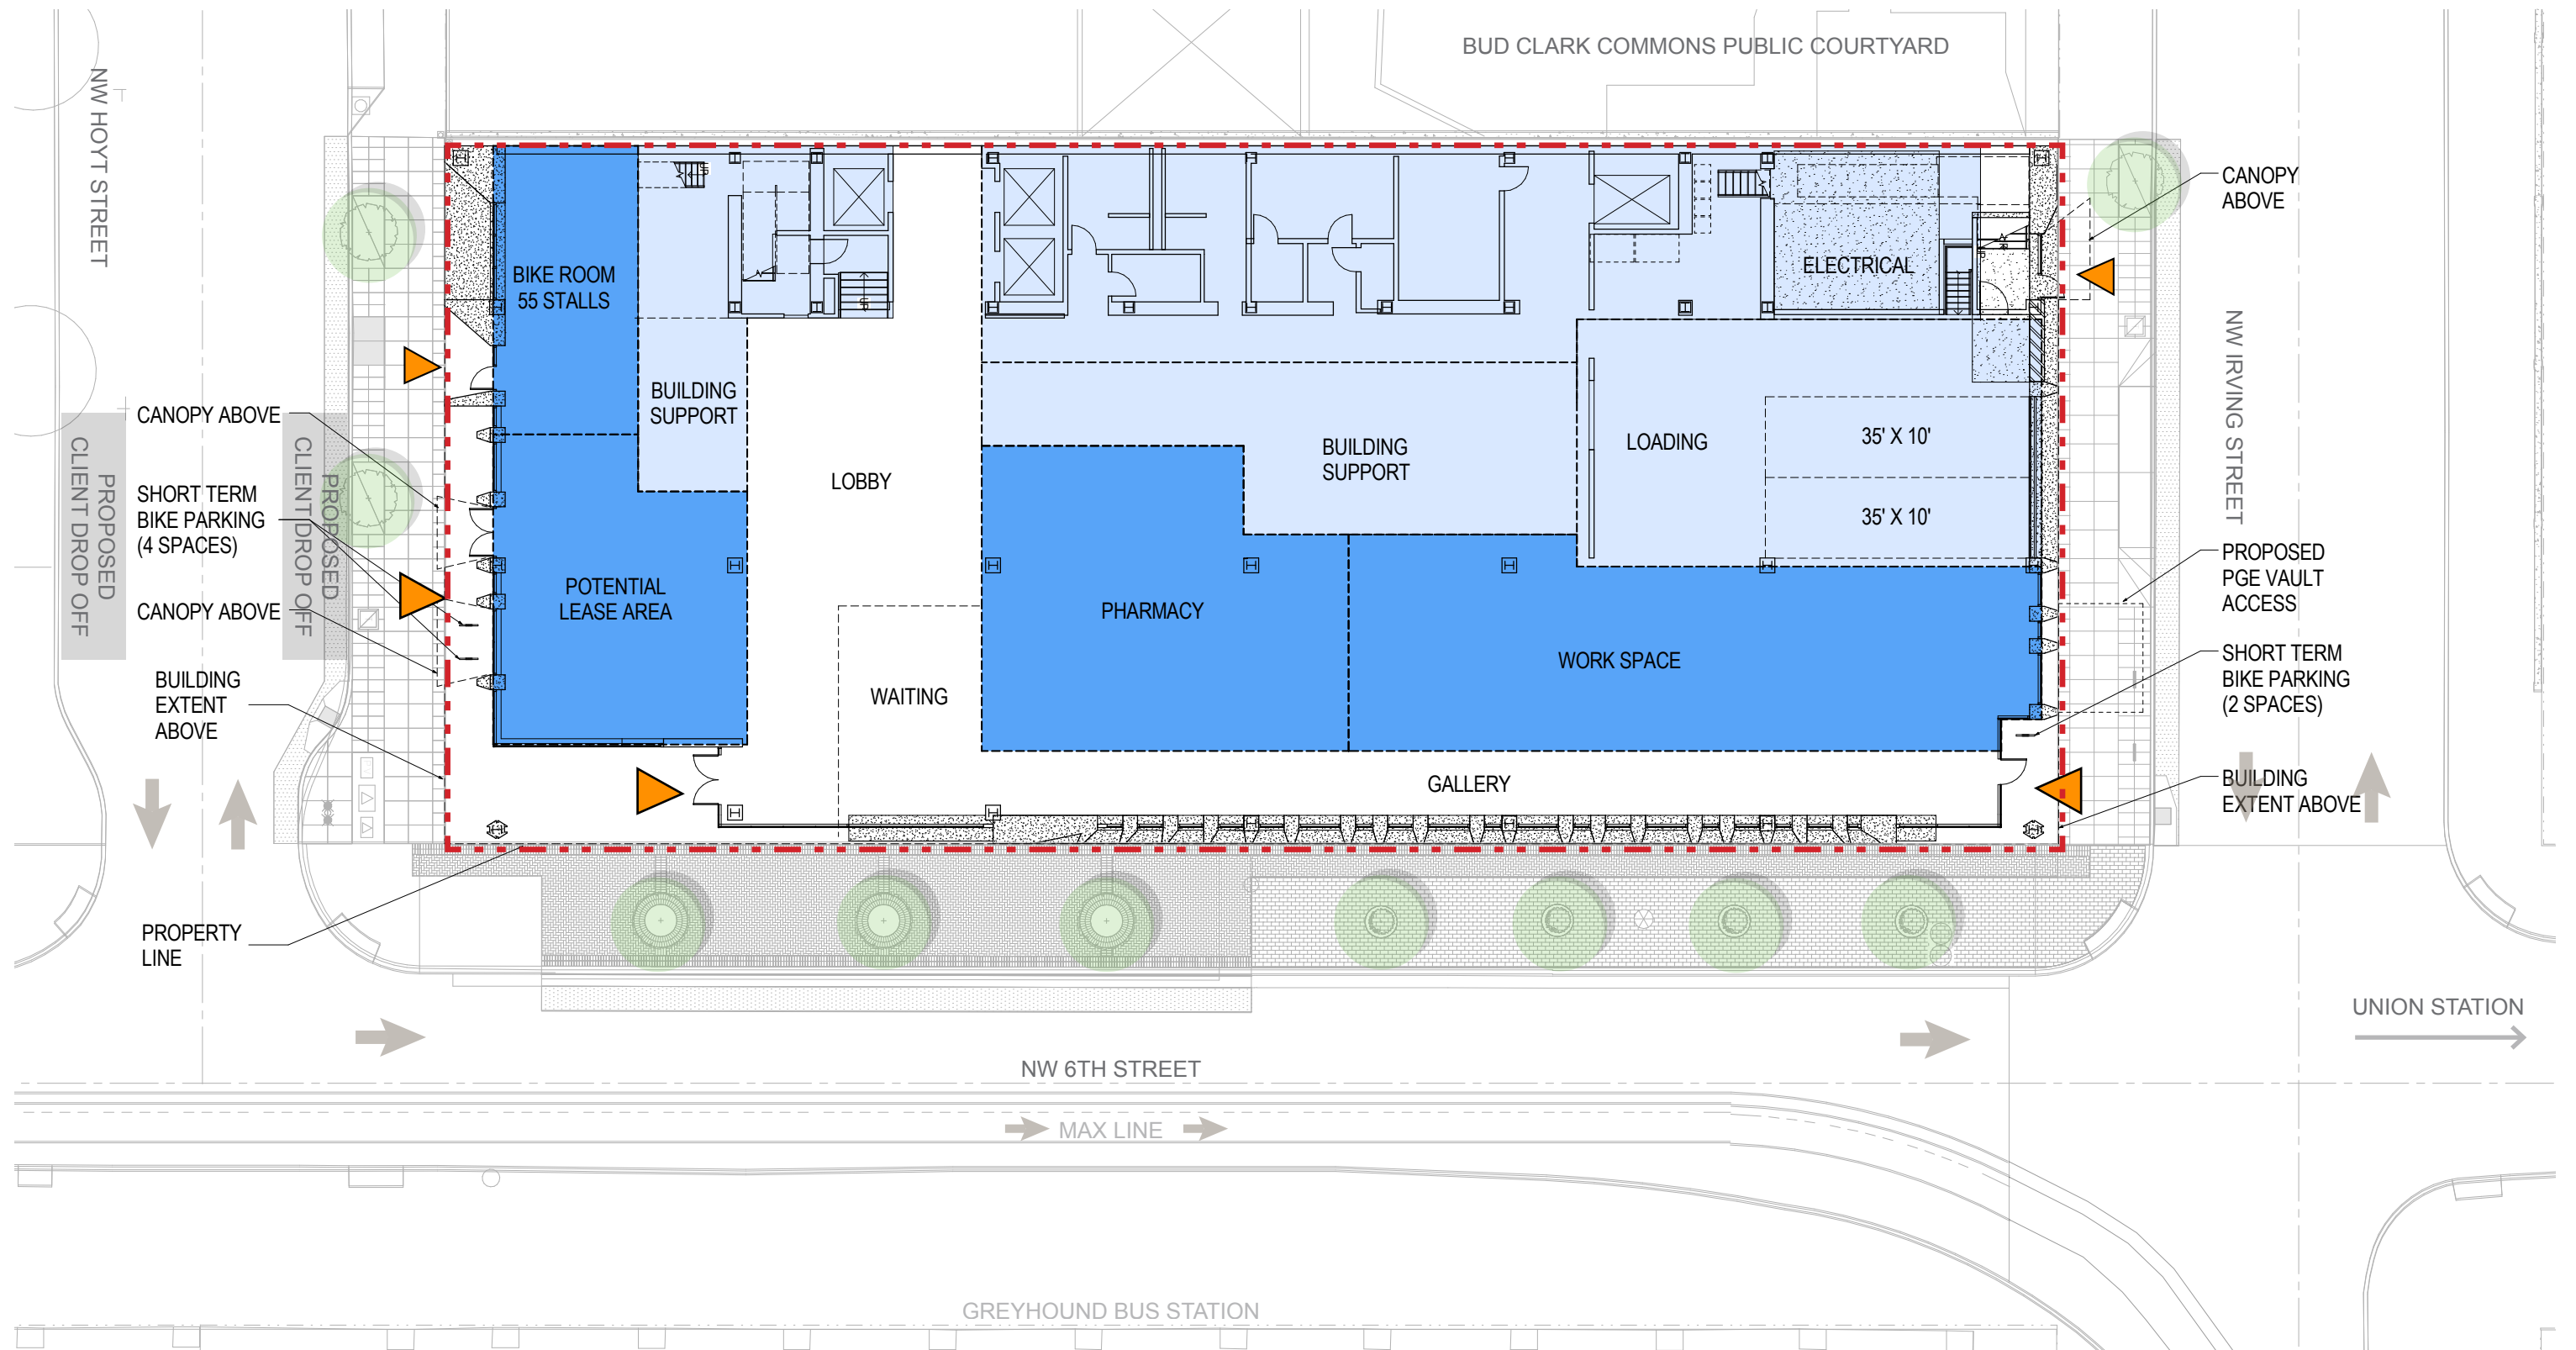 BUD CLARK COMMONS PUBLIC COURTYARD
NW HOYT STREET
CANOPY
ABOVE
BIKE ROOM
55 STALLS
ELECTRICAL
UP
UP
NW IRVING STREET
CANOPY ABOVE
BUILDING
SUPPORT
LOBBY
BUILDING
SUPPORT
LOADING
35' X 10'
35' X 10'
PROPOSED
CLIENT DROP OFF
PROPOSED
CLIENT DROP OFF
SHORT TERM
BIKE PARKING
(4 SPACES)
CANOPY ABOVE
POTENTIAL
LEASE AREA
PHARMACY
WORK SPACE
WAITING
PROPOSED
PGE VAULT
ACCESS
SHORT TERM
BIKE PARKING
(2 SPACES)
BUILDING
EXTENT
ABOVE
GALLERY
BUILDING
EXTENT ABOVE
PROPERTY
LINE
UNION STATION
NW 6TH STREET
MAX LINE
GREYHOUND BUS STATION